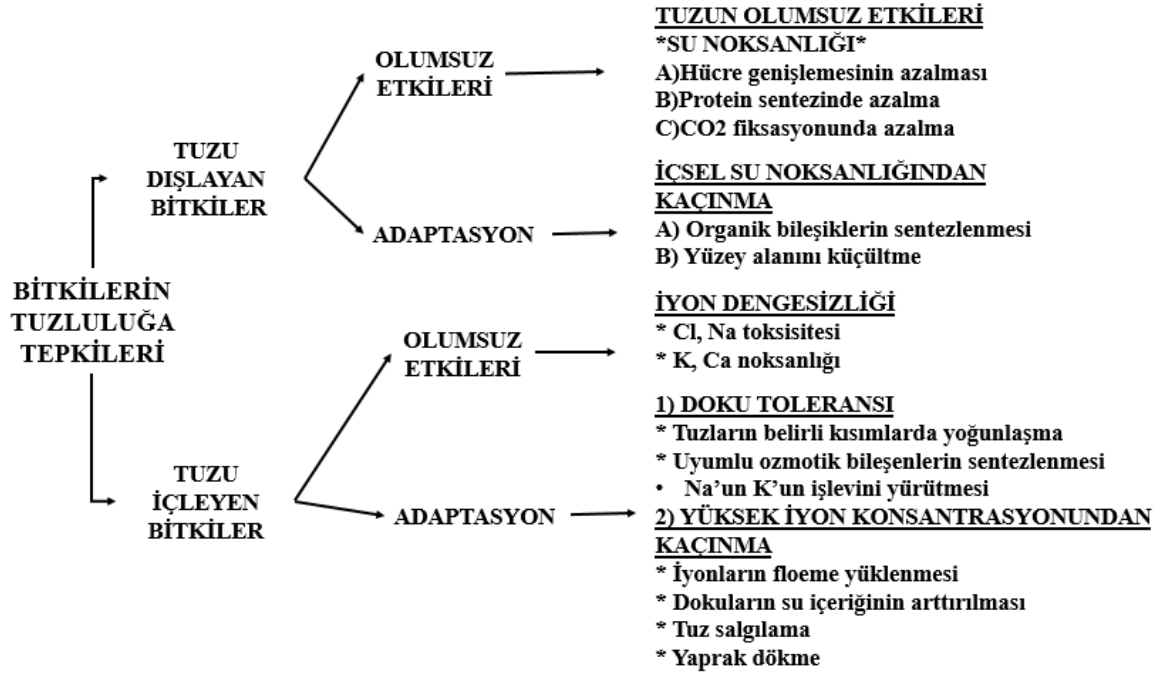 BİTKİLERİN
TUZLULUĞA
TEPKİLERİ
TUZU
DIŞLAYAN
BİTKİLER
OLUMSUZ
ETKİLERİ
TUZUN OLUMSUZ ETKİLERİ
*SU NOKSANLIĞI*
A)Hücre genişlemesinin azalması
B)Protein sentezinde azalma
C)CO2 fiksasyonunda azalma
ADAPTASYON
İÇSEL SU NOKSANLIĞINDAN
KAÇINMA
A) Organik bileşiklerin sentezlenmesi
B) Yüzey alanını küçültme
TUZU
İÇLEYEN
BİTKİLER
OLUMSUZ
ETKİLERİ
İYON DENGESİZLİĞİ
* Cl, Na toksisitesi
* K, Ca noksanlığı
ADAPTASYON
1) DOKU TOLERANSI
* Tuzların belirli kısımlarda yoğunlaşma
* Uyumlu ozmotik bileşenlerin sentezlenmesi
• Na’un K’un işlevini yürütmesi
2) YÜKSEK İYON KONSANTRASYONUNDAN
KAÇINMA
* İyonların floeme yüklenmesi
* Dokuların su içeriğinin arttırılması
* Tuz salgılama
* Yaprak dökme